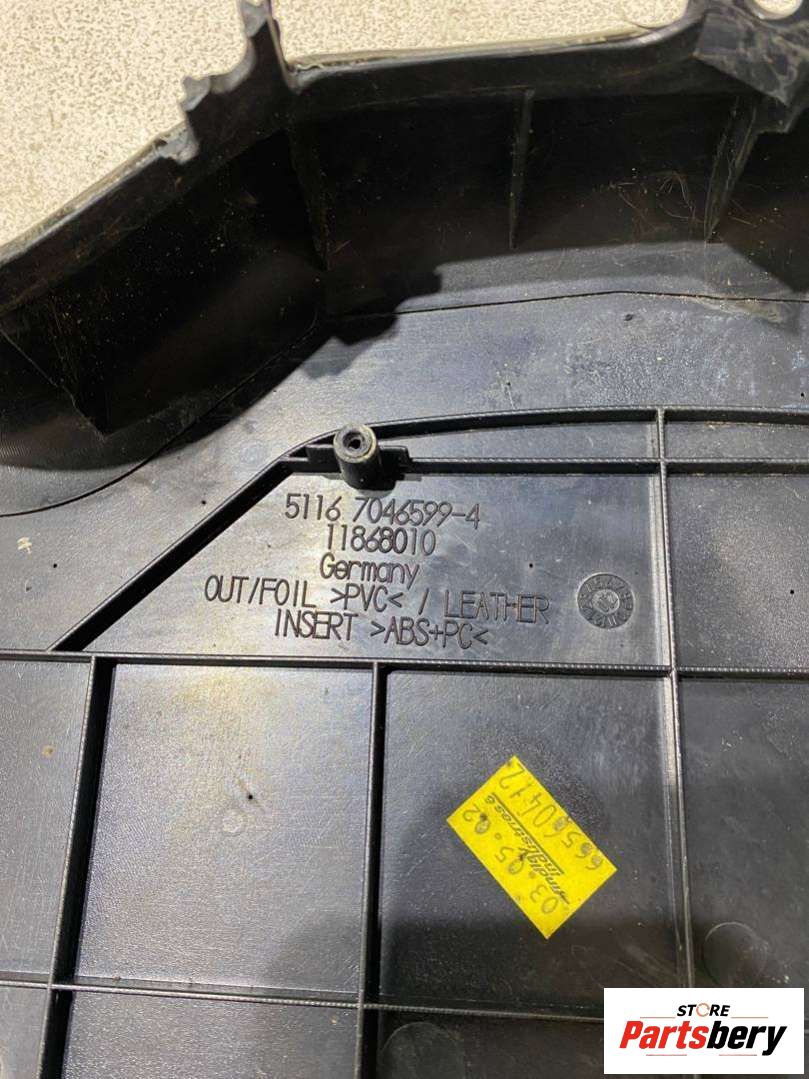 5116 7046599-4
11868010
Germany
OUT/FOIL >PVC< / LEATHER
INSERT >ABS+PC<
03.05.02
STORE
Partsbery